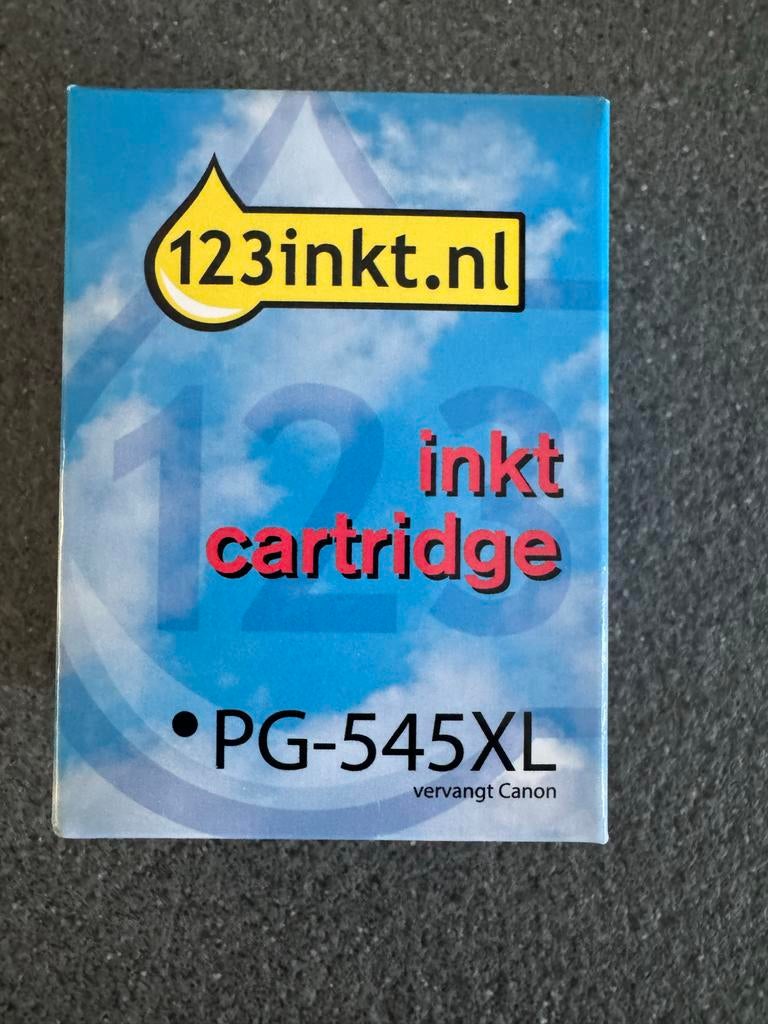 123inkt.nl
123
inkt
cartridge
•PG-545XL
vervangt Canon